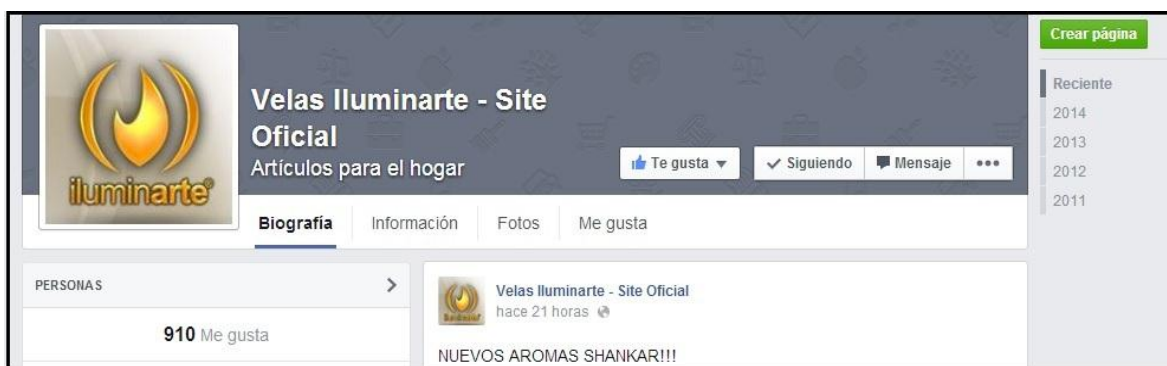 iluminarte®
Velas Iluminarte - Site
Oficial
Artículos para el hogar
Te gusta
Siguiendo
Mensaje
Crear página
Reciente
2014
2013
2012
2011
Biografía
Información
Fotos
Me gusta
PERSONAS
910 Me gusta
Velas Iluminarte - Site Oficial
hace 21 horas
NUEVOS AROMAS SHANKAR!!!